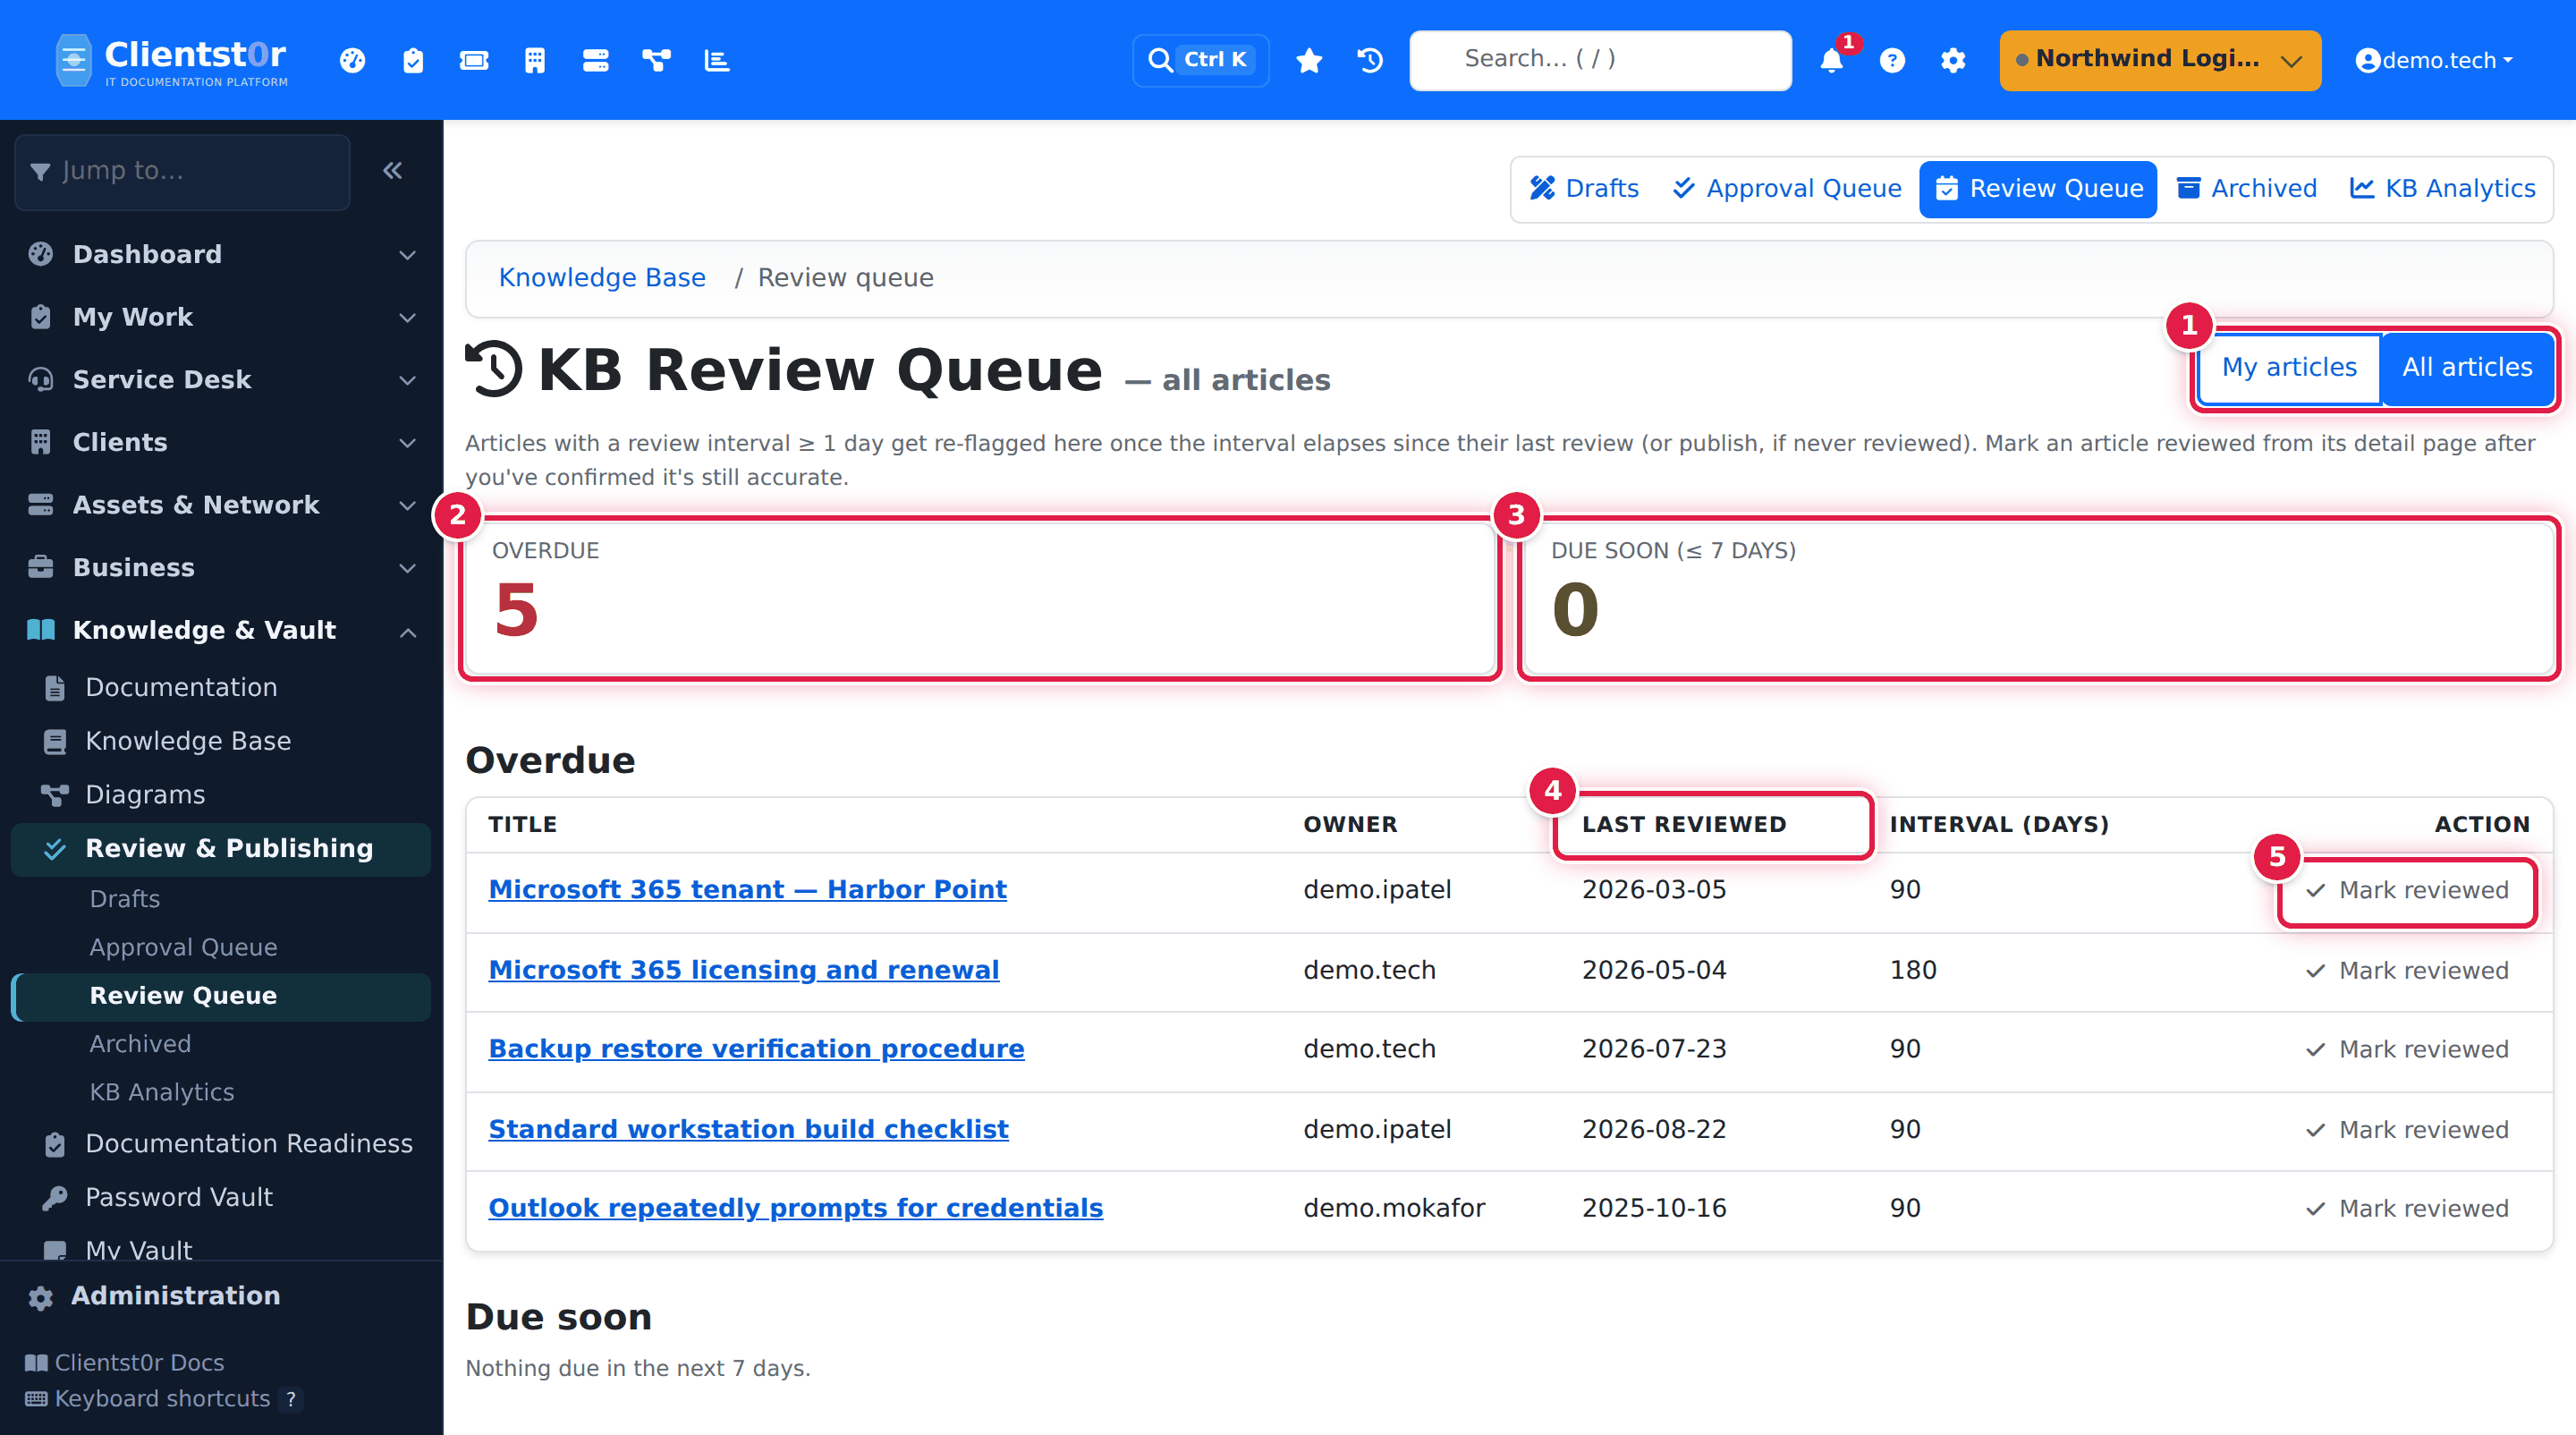 Clientst0r
IT DOCUMENTATION PLATFORM
Ctrl K
Search... ( / )
1
?
Northwind Logi...
demo.tech
Jump to...
Dashboard
My Work
Service Desk
Clients
Assets & Network
Business
Knowledge & Vault
Documentation
Knowledge Base
Diagrams
Review & Publishing
Drafts
Approval Queue
Review Queue
Archived
KB Analytics
Documentation Readiness
Password Vault
My Vault
Administration
Clientst0r Docs
Keyboard shortcuts ?
Drafts Approval Queue Review Queue Archived KB Analytics
Knowledge Base / Review queue
KB Review Queue — all articles
1
My articles All articles
Articles with a review interval ≥ 1 day get re-flagged here once the interval elapses since their last review (or publish, if never reviewed). Mark an article reviewed from its detail page after
you've confirmed it's still accurate.
2
OVERDUE
5
3
DUE SOON (≤ 7 DAYS)
0
Overdue
4
TITLE OWNER LAST REVIEWED INTERVAL (DAYS) ACTION
5
Microsoft 365 tenant — Harbor Point demo.ipatel 2026-03-05 90 Mark reviewed
Microsoft 365 licensing and renewal demo.tech 2026-05-04 180 Mark reviewed
Backup restore verification procedure demo.tech 2026-07-23 90 Mark reviewed
Standard workstation build checklist demo.ipatel 2026-08-22 90 Mark reviewed
Outlook repeatedly prompts for credentials demo.mokafor 2025-10-16 90 Mark reviewed
Due soon
Nothing due in the next 7 days.